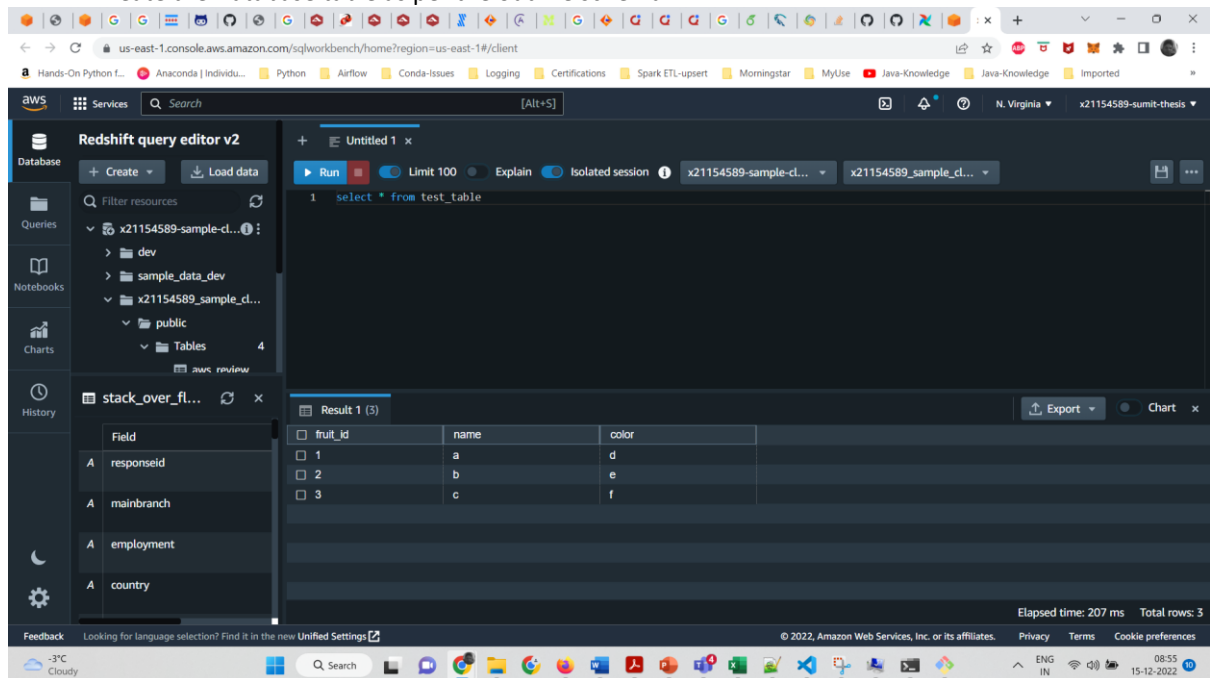 us-east-1.console.aws.amazon.com/sqlworkbench/home?region=us-east-1#/client
Hands-On Python f... Anaconda | Individu... Python Airflow Conda-Issues Logging Certifications Spark ETL-upsert Morningstar MyUse Java-Knowledge Java-Knowledge Imported »
aws Services Search [Alt+S] N. Virginia ▼ x21154589-sumit-thesis ▼
Database
Queries
Notebooks
Charts
History
Redshift query editor v2
+ Create Load data
Filter resources
x21154589-sample-cl...
dev
sample_data_dev
x21154589_sample_cl...
public
Tables 4
aws_review
stack_over_fl... ×
Field
A responseid
A mainbranch
A employment
A country
+ Untitled 1 ×
Run Limit 100 Explain Isolated session x21154589-sample-cl... x21154589_sample_cl...
1 select * from test_table
Result 1 (3) Export Chart ×
fruit_id name color
1 a d
2 b e
3 c f
Elapsed time: 207 ms Total rows: 3
Feedback Looking for language selection? Find it in the new Unified Settings © 2022, Amazon Web Services, Inc. or its affiliates. Privacy Terms Cookie preferences
-3°C
Cloudy
Search
ENG
IN
08:55
15-12-2022
10